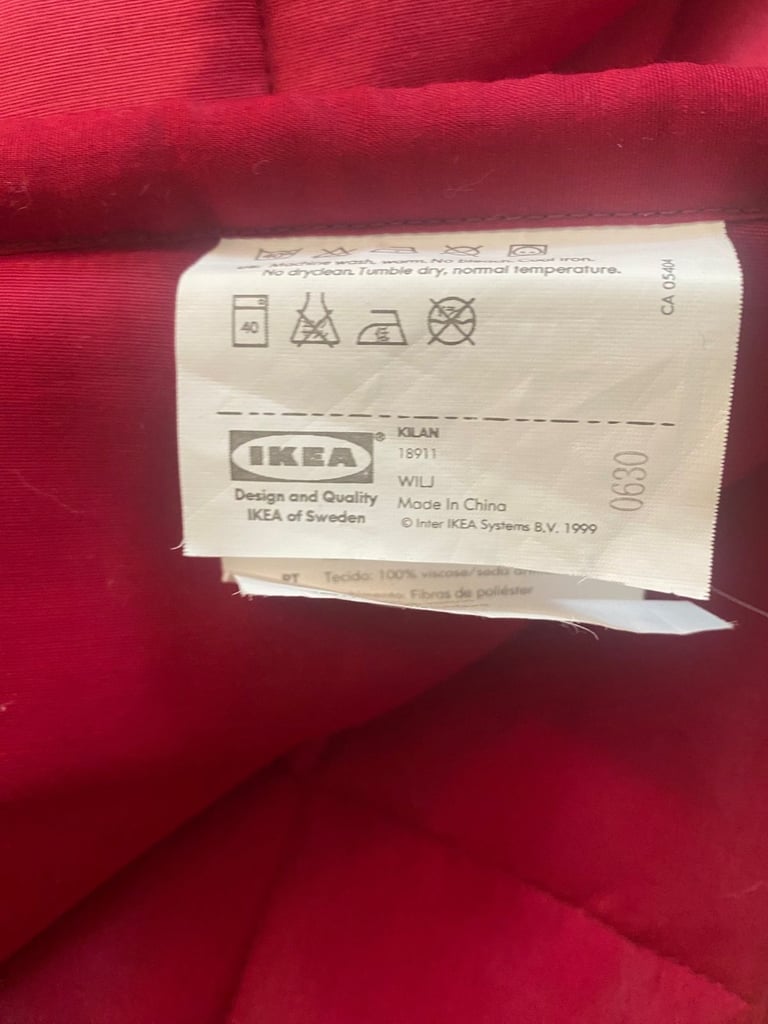 Machine wash, warm. No bleach. Cool iron.
No dryclean. Tumble dry, normal temperature.
CA 05404
40
IKEA®
Design and Quality
IKEA of Sweden
KILAN
18911
WILJ
Made In China
© Inter IKEA Systems B.V. 1999
0630
PT Tecido: 100% viscose/seda
Fibras de poliéster